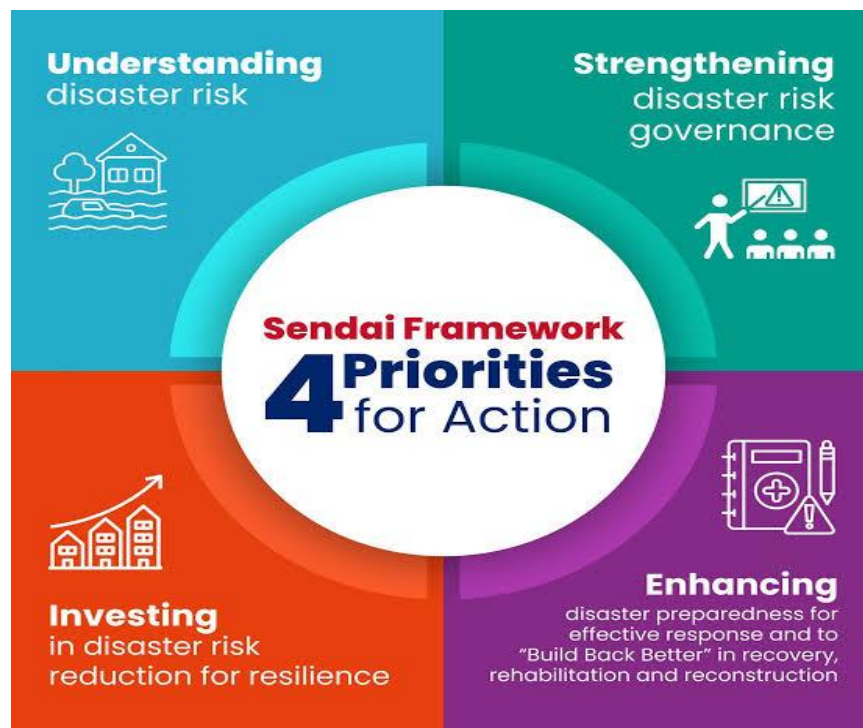 Understanding
disaster risk
Strengthening
disaster risk
governance
Sendai Framework
4 Priorities
for Action
Investing
in disaster risk
reduction for resilience
Enhancing
disaster preparedness for
effective response and to
“Build Back Better” in recovery,
rehabilitation and reconstruction